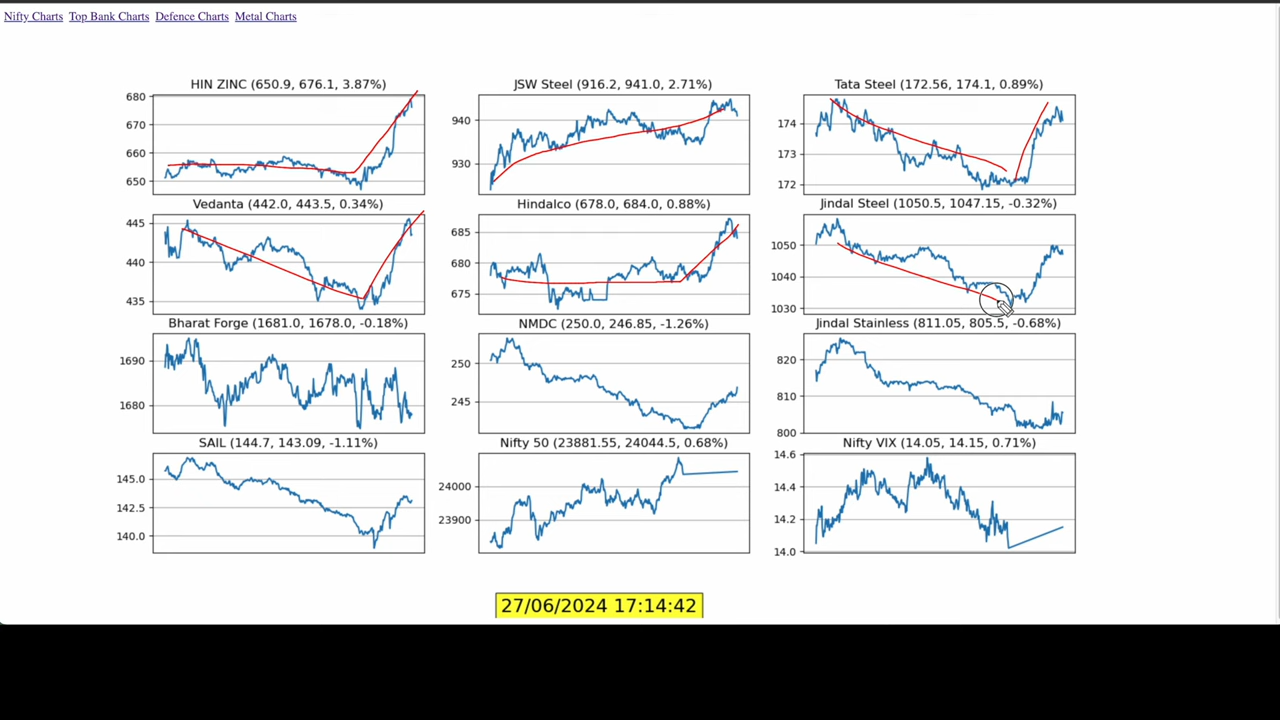 Nifty Charts Top Bank Charts Defence Charts Metal Charts
HIN ZINC (650.9, 676.1, 3.87%)
680
670
660
650
JSW Steel (916.2, 941.0, 2.71%)
940
930
Tata Steel (172.56, 174.1, 0.89%)
174
173
172
Vedanta (442.0, 443.5, 0.34%)
445
440
435
Hindalco (678.0, 684.0, 0.88%)
685
680
675
Jindal Steel (1050.5, 1047.15, -0.32%)
1050
1040
1030
Bharat Forge (1681.0, 1678.0, -0.18%)
1690
1680
NMDC (250.0, 246.85, -1.26%)
250
245
Jindal Stainless (811.05, 805.5, -0.68%)
820
810
800
SAIL (144.7, 143.09, -1.11%)
145.0
142.5
140.0
Nifty 50 (23881.55, 24044.5, 0.68%)
24000
23900
Nifty VIX (14.05, 14.15, 0.71%)
14.6
14.4
14.2
14.0
27/06/2024 17:14:42